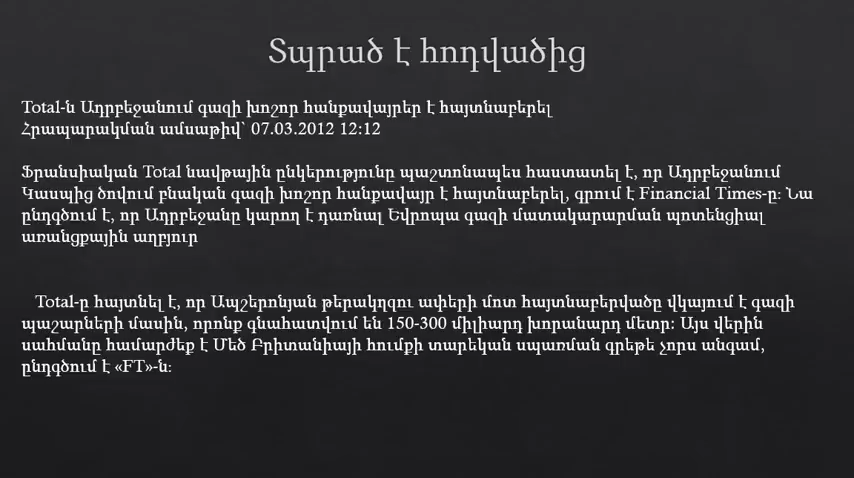 Տպրած է հոդվածից
Total-ն Ադրբեջանում գազի խոշոր հանքավայրեր է հայտնաբերել
Հրապարակման ամսաթիվ՝ 07.03.2012 12:12
Ֆրանսիական Total նավթային ընկերությունը պաշտոնապես հաստատել է, որ Ադրբեջանում
Կասպից ծովում բնական գազի խոշոր հանքավայր է հայտնաբերել, գրում է Financial Times-ը: Նա
ընդգծում է, որ Ադրբեջանը կարող է դառնալ Եվրոպա գազի մատակարարման պոտենցիալ
առանցքային աղբյուր
Total-ը հայտնել է, որ Ապշերոնյան թերակղզու ափերի մոտ հայտնաբերվածը վկայում է գազի
պաշարների մասին, որոնք գնահատվում են 150-300 միլիարդ խորանարդ մետր: Այս վերին
սահմանը համարժեք է Մեծ Բրիտանիայի հումքի տարեկան սպառման գրեթե չորս անգամ,
ընդգծում է «FT»-ն: